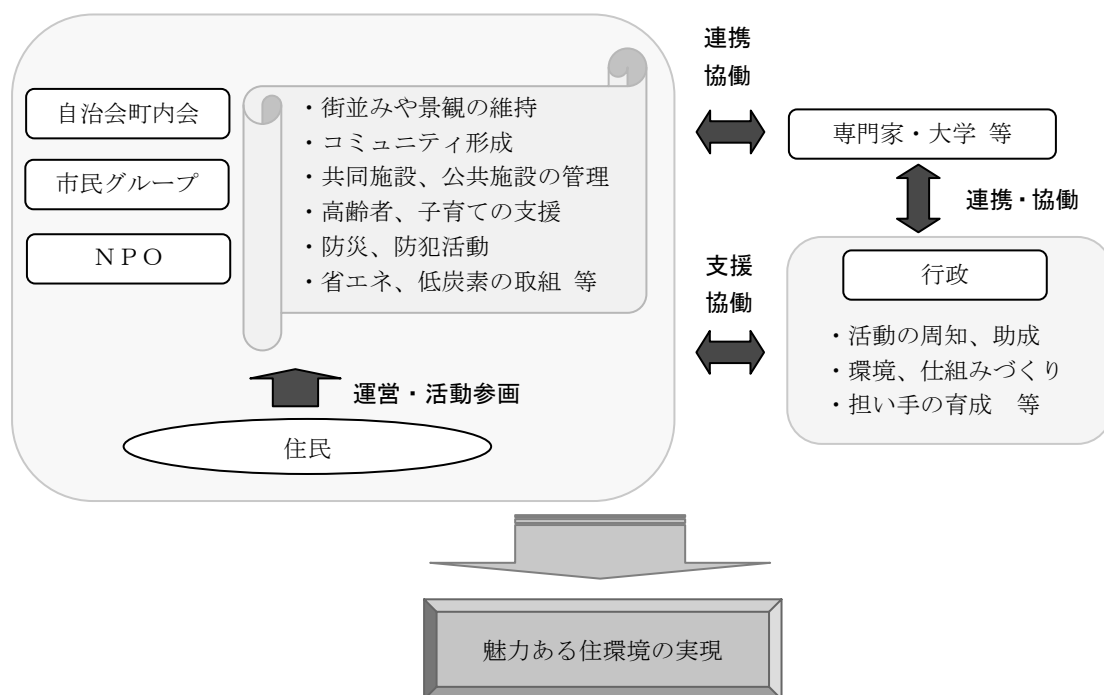 自治会町内会
市民グループ
ＮＰＯ
・街並みや景観の維持
・コミュニティ形成
・共同施設、公共施設の管理
・高齢者、子育ての支援
・防災、防犯活動
・省エネ、低炭素の取組 等
運営・活動参画
住民
連携
協働
専門家・大学 等
連携・協働
支援
協働
行政
・活動の周知、助成
・環境、仕組みづくり
・担い手の育成　等
魅力ある住環境の実現